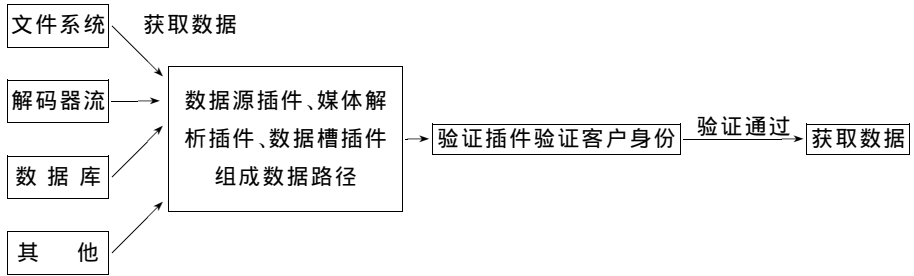 文件系统
获取数据
解码器流
数据库
其他
数据源插件、媒体解
析插件、数据槽插件
组成数据路径
验证插件验证客户身份
验证通过
获取数据